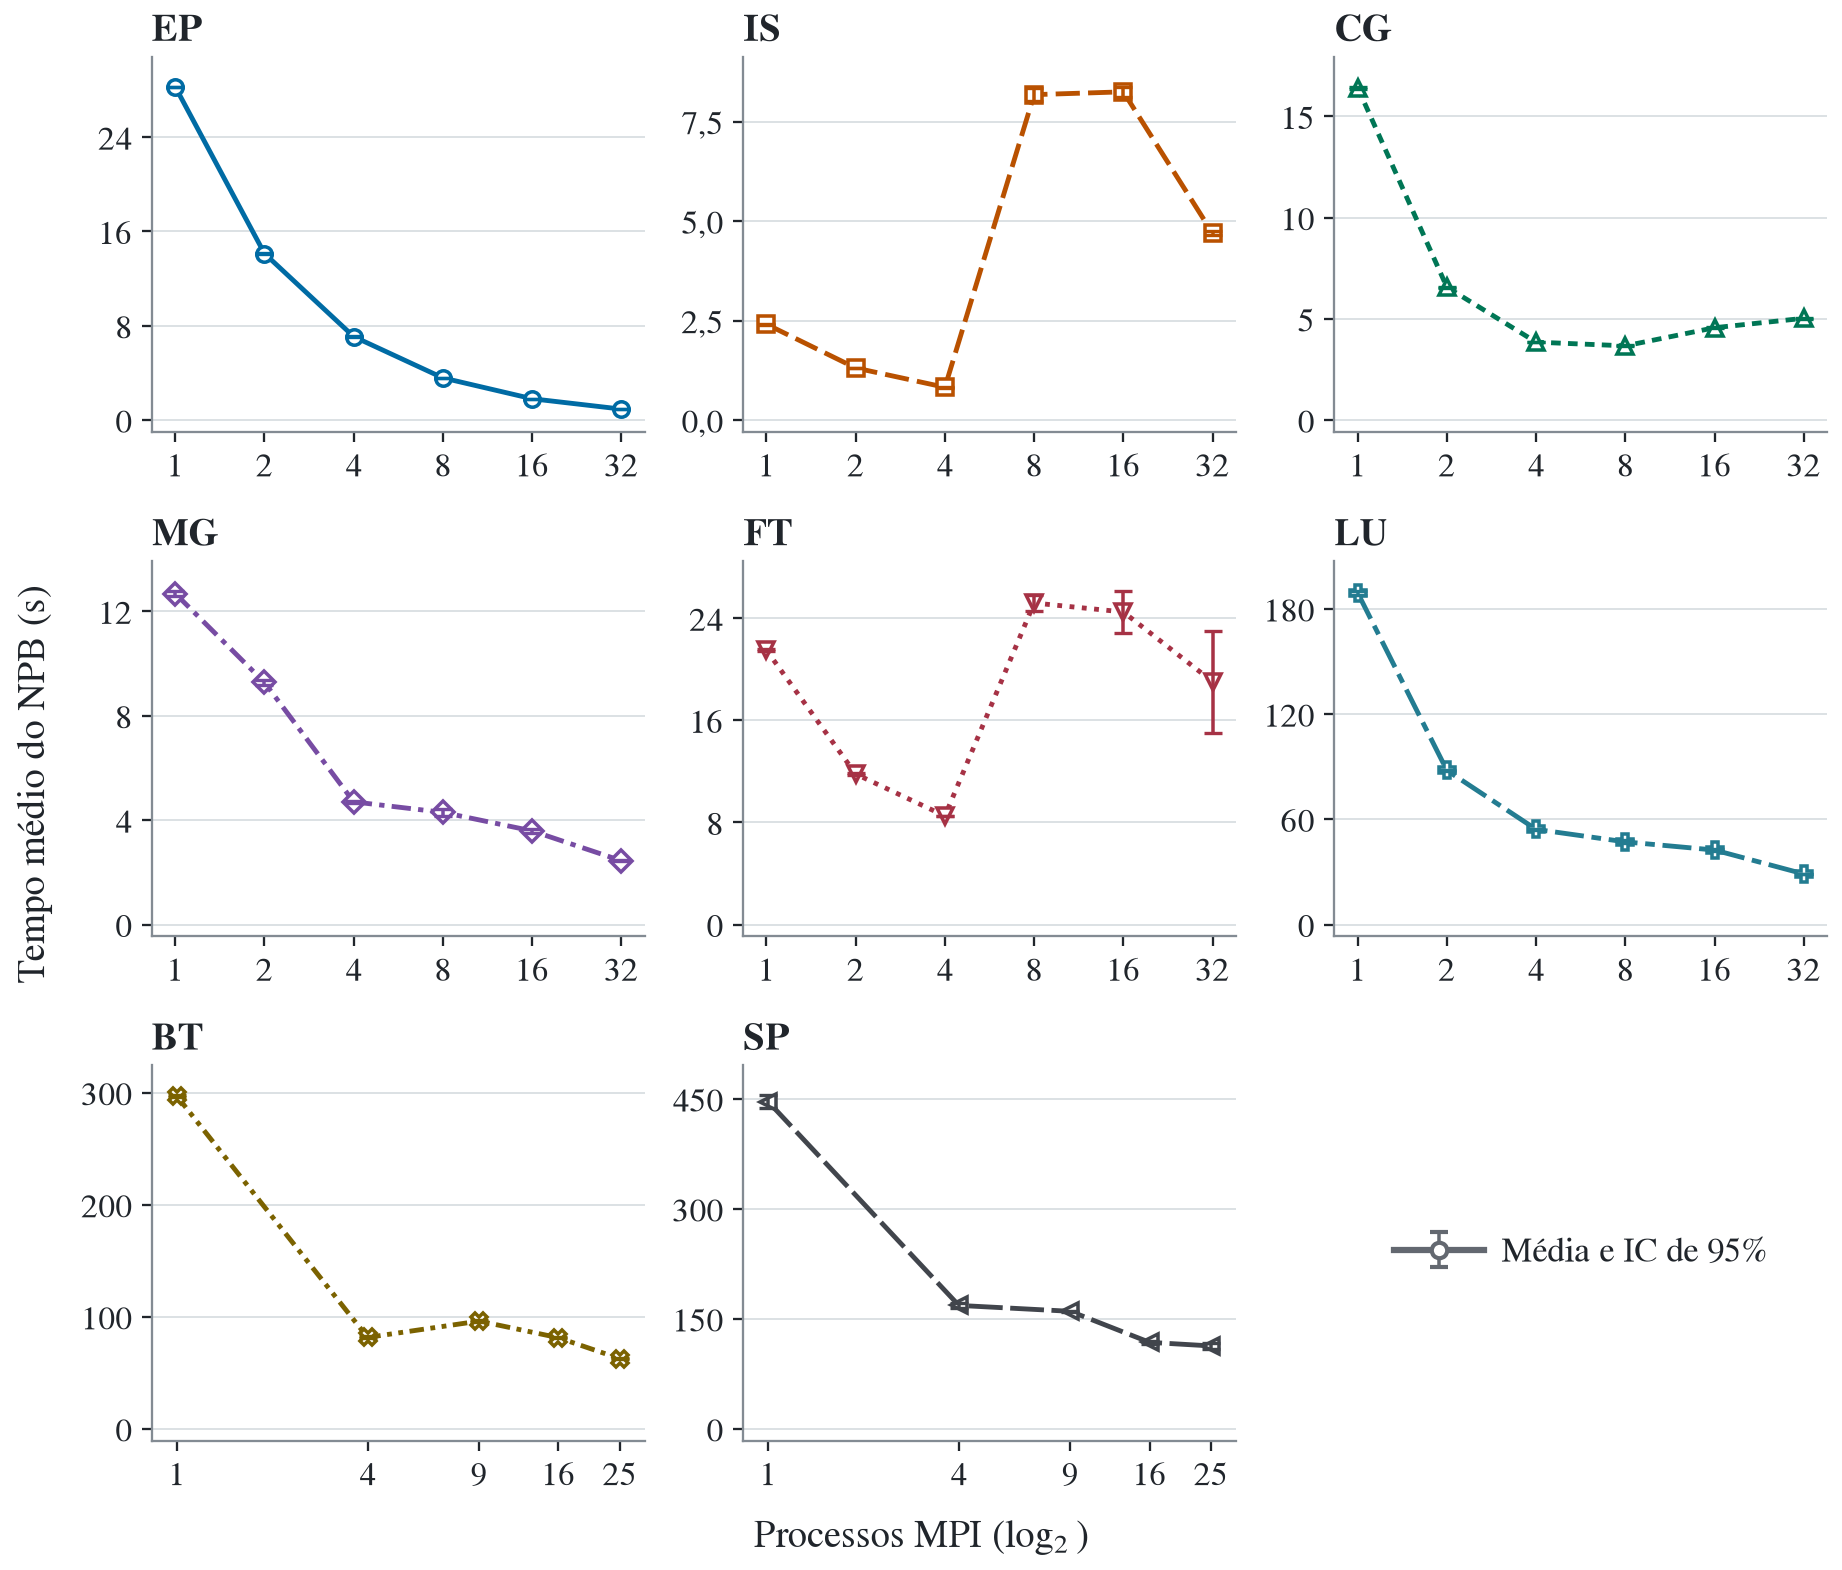 EP
24
16
8
0
1 2 4 8 16 32
IS
7,5
5,0
2,5
0,0
1 2 4 8 16 32
CG
15
10
5
0
1 2 4 8 16 32
Tempo médio do NPB (s)
MG
12
8
4
0
1 2 4 8 16 32
FT
24
16
8
0
1 2 4 8 16 32
LU
180
120
60
0
1 2 4 8 16 32
BT
300
200
100
0
1 4 9 16 25
SP
450
300
150
0
1 4 9 16 25
Média e IC de 95%
Processos MPI (log₂ )